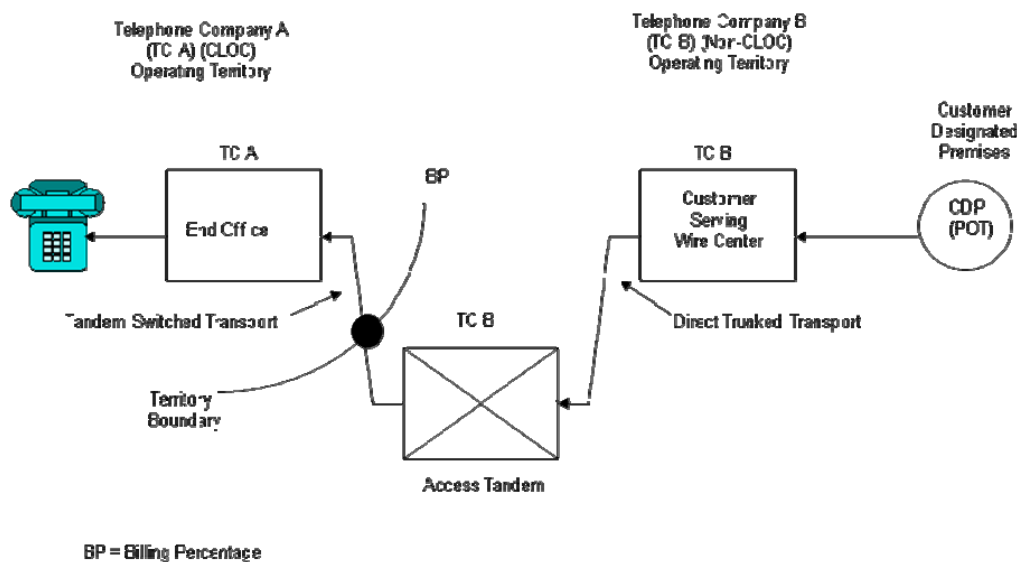 Telephone Company A
(TC A) (CLOC)
Operating Territory
Telephone Company B
(TC B) (Non-CLOC)
Operating Territory
Customer
Designated
Premises
TC A
BP
TC B
End Office
Customer
Serving
Wire Center
CDP
(POT)
Tandem Switched Transport
TC B
Direct Trunked Transport
Territory
Boundary
Access Tandem
BP = Billing Percentage